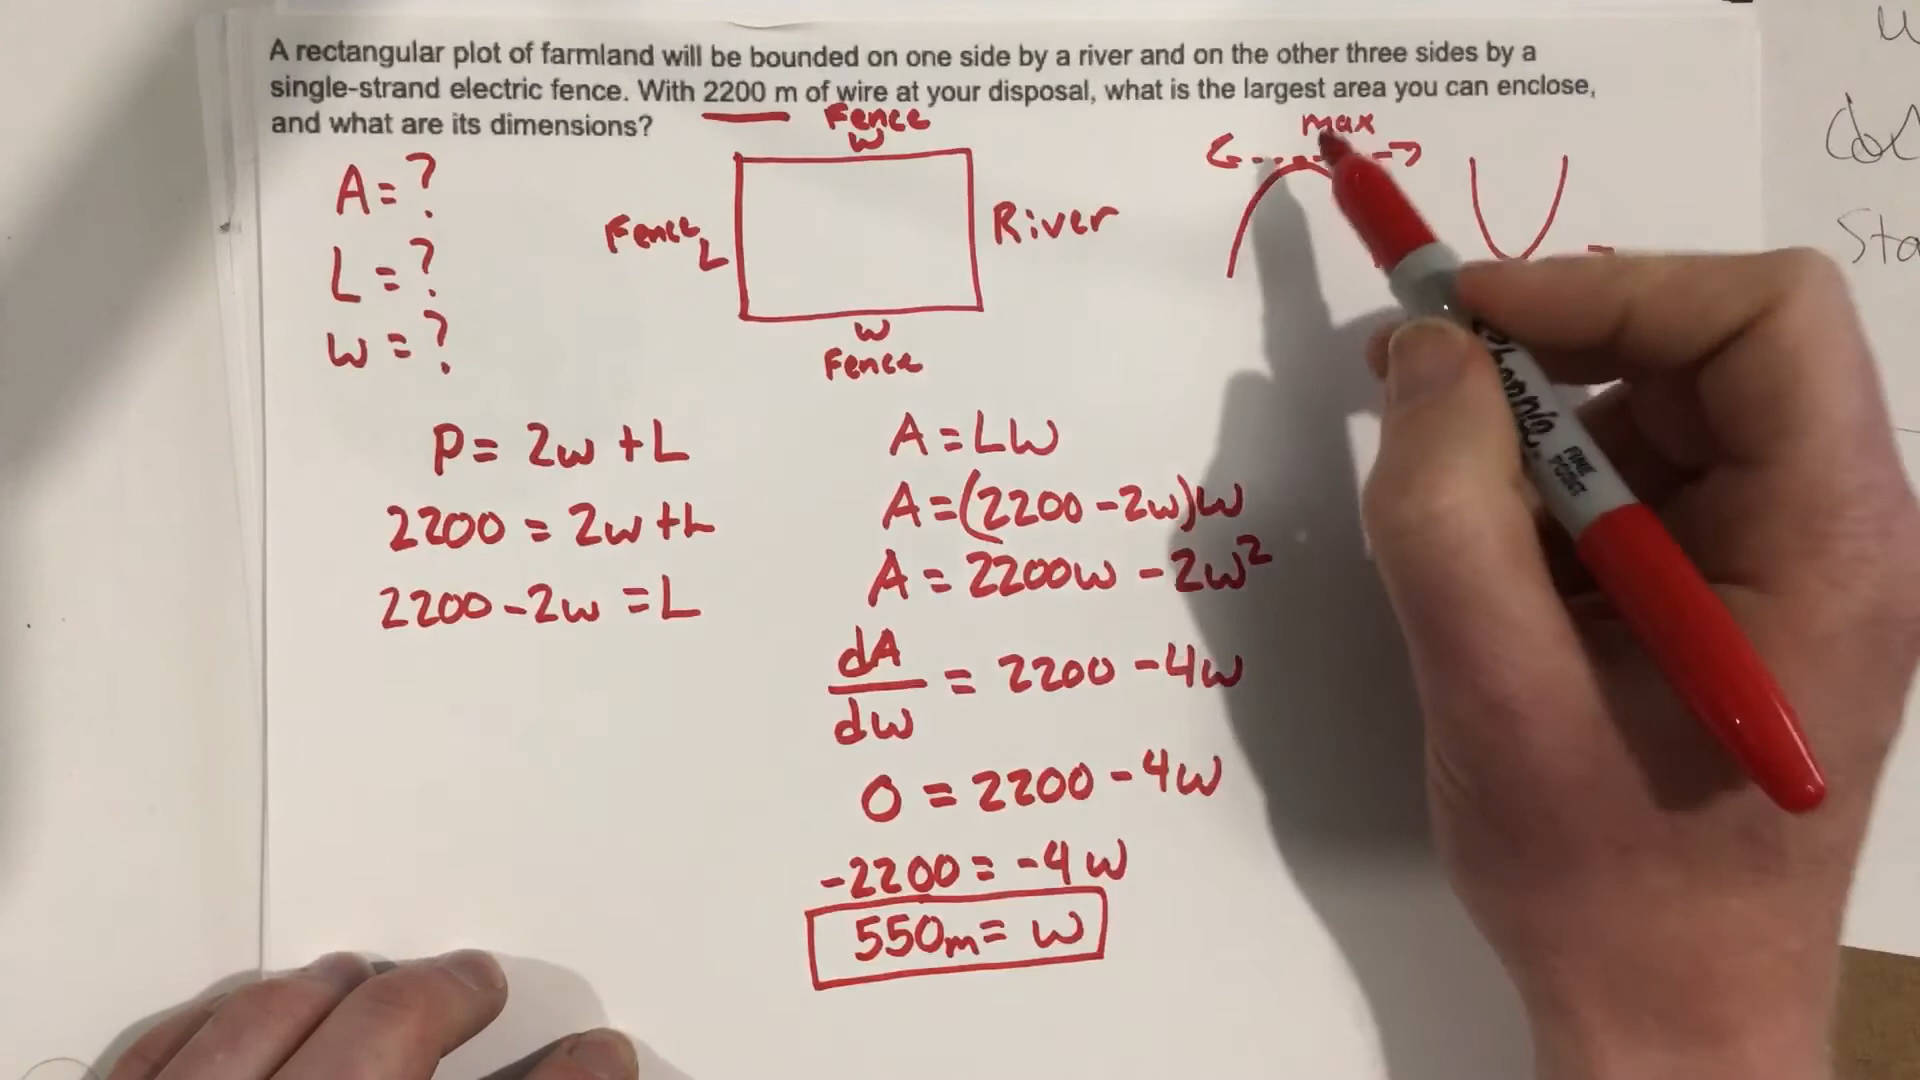 A rectangular plot of farmland will be bounded on one side by a river and on the other three sides by a
single-strand electric fence. With 2200 m of wire at your disposal, what is the largest area you can enclose,
and what are its dimensions?
Fence
w
max
A = ?
L = ?
w = ?
Fence
L
River
w
Fence
P = 2w + L
2200 = 2w + L
2200 - 2w = L
A = LW
A = (2200 - 2w)w
A = 2200w - 2w²
dA
dw
= 2200 - 4w
0 = 2200 - 4w
-2200 = -4w
550m = w
Sharpie.
FINE
POINT